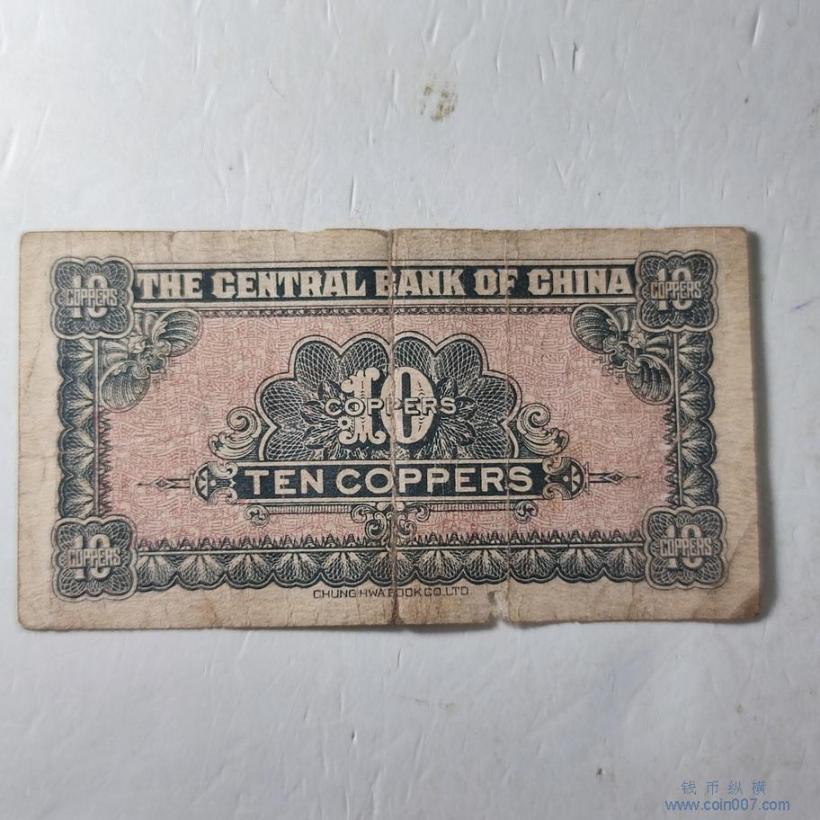 10
COPPERS
THE CENTRAL BANK OF CHINA
10
COPPERS
10
COPPERS
TEN COPPERS
10
COPPERS
10
COPPERS
CHUNG HWA BOOK CO. LTD.
钱币纵横
www.coin007.com